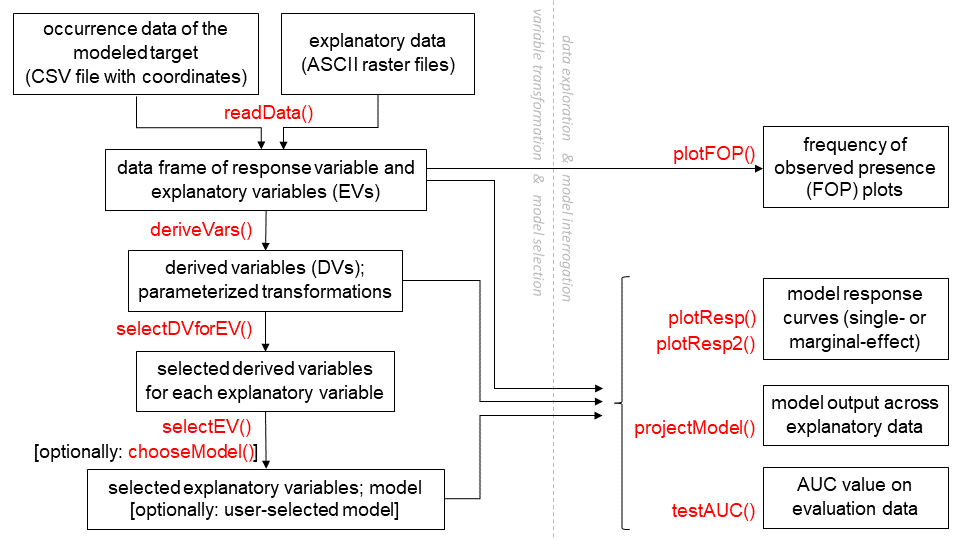 occurrence data of the
modeled target
(CSV file with coordinates)
explanatory data
(ASCII raster files)
readData()
data frame of response variable and
explanatory variables (EVs)
deriveVars()
derived variables (DVs);
parameterized transformations
selectDVforEV()
selected derived variables
for each explanatory variable
selectEV()
[optionally: chooseModel()]
selected explanatory variables; model
[optionally: user-selected model]
variable transformation & model selection
data exploration & model interrogation
plotFOP()
frequency of
observed presence
(FOP) plots
plotResp()
plotResp2()
model response
curves (single- or
marginal-effect)
projectModel()
model output across
explanatory data
testAUC()
AUC value on
evaluation data